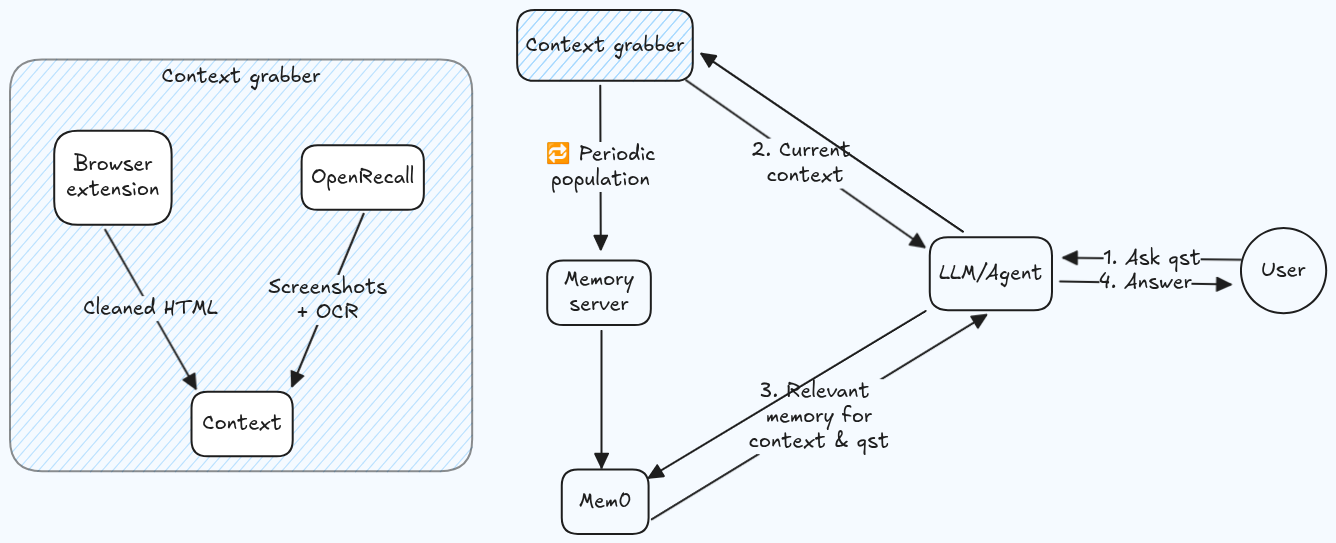 Context grabber
Browser
extension
OpenRecall
Cleaned HTML
Screenshots
+ OCR
Context
Context grabber
🔁 Periodic
population
2. Current
context
Memory
server
LLM/Agent
1. Ask qst
4. Answer
User
3. Relevant
memory for
context & qst
Mem0